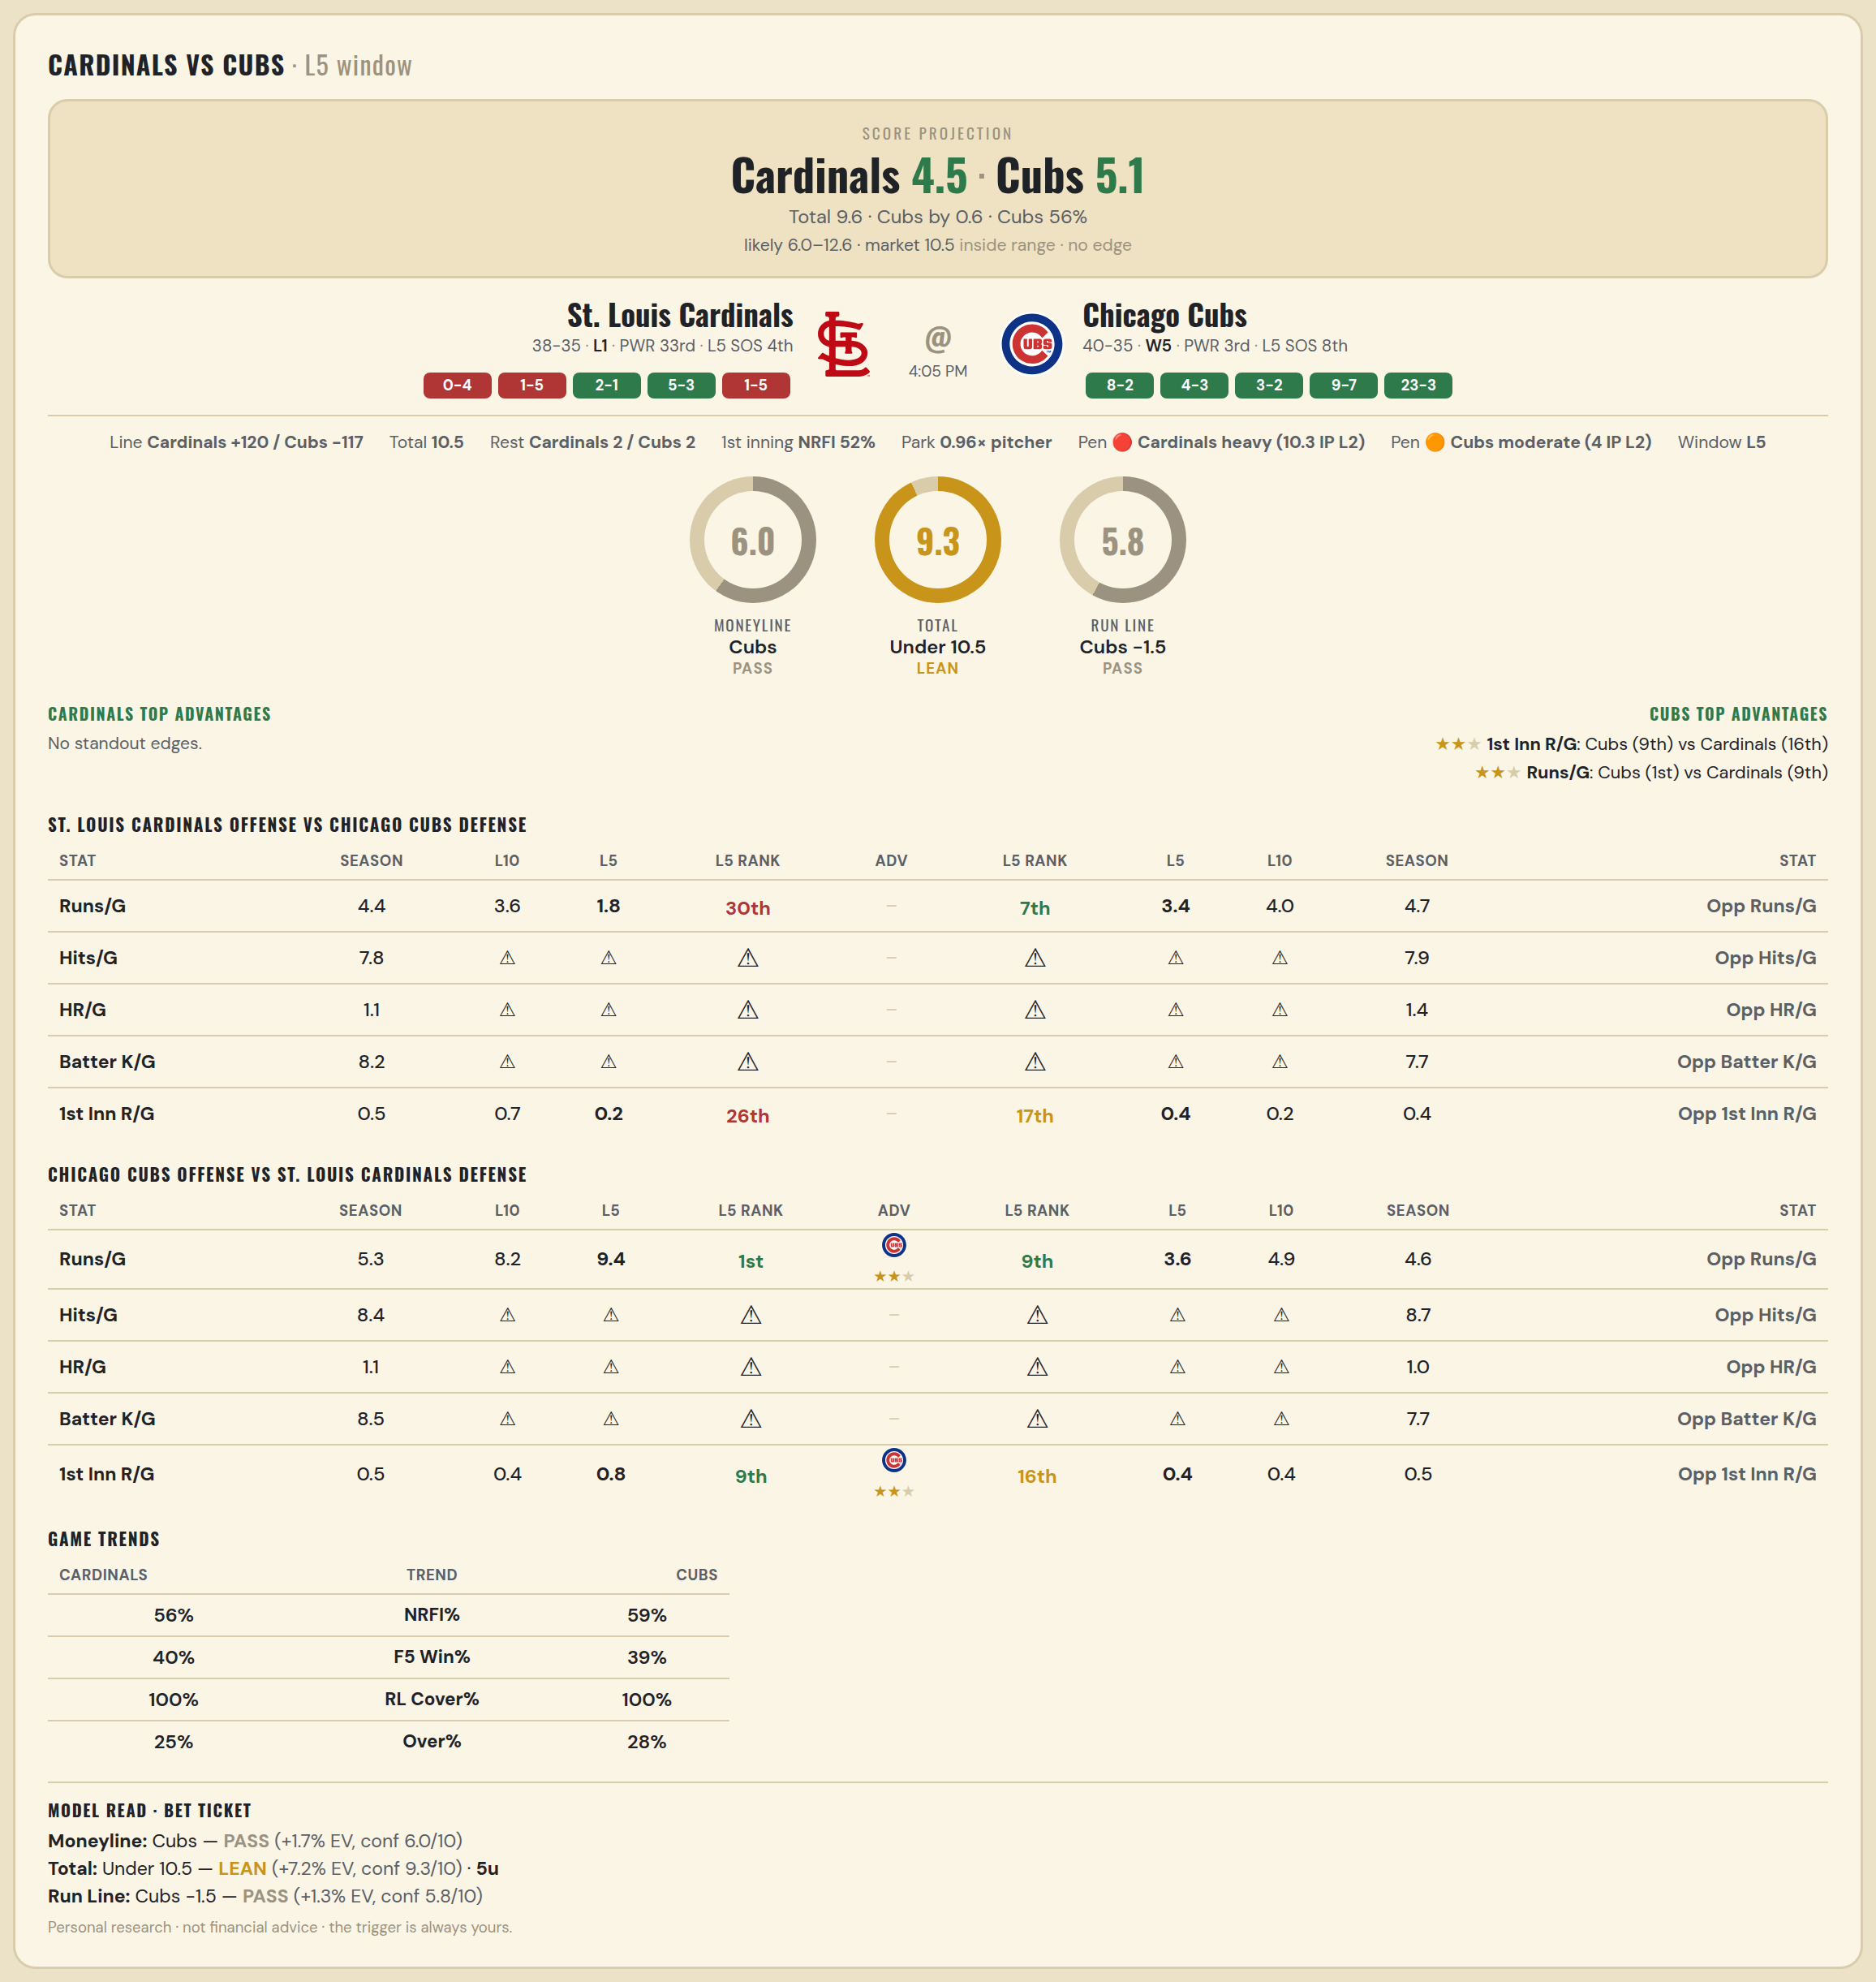 CARDINALS VS CUBS · L5 window
SCORE PROJECTION
Cardinals 4.5 · Cubs 5.1
Total 9.6 · Cubs by 0.6 · Cubs 56%
likely 6.0–12.6 · market 10.5 inside range · no edge
St. Louis Cardinals
38-35 · L1 · PWR 33rd · L5 SOS 4th
0-4 1-5 2-1 5-3 1-5
@
4:05 PM
UBS
Chicago Cubs
40-35 · W5 · PWR 3rd · L5 SOS 8th
8-2 4-3 3-2 9-7 23-3
Line Cardinals +120 / Cubs -117 Total 10.5 Rest Cardinals 2 / Cubs 2 1st inning NRFI 52% Park 0.96× pitcher Pen 🔴 Cardinals heavy (10.3 IP L2) Pen 🟠 Cubs moderate (4 IP L2) Window L5
6.0 9.3 5.8
MONEYLINE TOTAL RUN LINE
Cubs Under 10.5 Cubs -1.5
PASS LEAN PASS
CARDINALS TOP ADVANTAGES
No standout edges.
CUBS TOP ADVANTAGES
★★★ 1st Inn R/G: Cubs (9th) vs Cardinals (16th)
★★★ Runs/G: Cubs (1st) vs Cardinals (9th)
ST. LOUIS CARDINALS OFFENSE VS CHICAGO CUBS DEFENSE
STAT SEASON L10 L5 L5 RANK ADV L5 RANK L5 L10 SEASON STAT
Runs/G 4.4 3.6 1.8 30th – 7th 3.4 4.0 4.7 Opp Runs/G
Hits/G 7.8 ⚠ ⚠ ⚠ – ⚠ ⚠ ⚠ 7.9 Opp Hits/G
HR/G 1.1 ⚠ ⚠ ⚠ – ⚠ ⚠ ⚠ 1.4 Opp HR/G
Batter K/G 8.2 ⚠ ⚠ ⚠ – ⚠ ⚠ ⚠ 7.7 Opp Batter K/G
1st Inn R/G 0.5 0.7 0.2 26th – 17th 0.4 0.2 0.4 Opp 1st Inn R/G
CHICAGO CUBS OFFENSE VS ST. LOUIS CARDINALS DEFENSE
STAT SEASON L10 L5 L5 RANK ADV L5 RANK L5 L10 SEASON STAT
Runs/G 5.3 8.2 9.4 1st ★★★ 9th 3.6 4.9 4.6 Opp Runs/G
Hits/G 8.4 ⚠ ⚠ ⚠ – ⚠ ⚠ ⚠ 8.7 Opp Hits/G
HR/G 1.1 ⚠ ⚠ ⚠ – ⚠ ⚠ ⚠ 1.0 Opp HR/G
Batter K/G 8.5 ⚠ ⚠ ⚠ – ⚠ ⚠ ⚠ 7.7 Opp Batter K/G
1st Inn R/G 0.5 0.4 0.8 9th ★★★ 16th 0.4 0.4 0.5 Opp 1st Inn R/G
GAME TRENDS
CARDINALS TREND CUBS
56% NRFI% 59%
40% F5 Win% 39%
100% RL Cover% 100%
25% Over% 28%
MODEL READ · BET TICKET
Moneyline: Cubs — PASS (+1.7% EV, conf 6.0/10)
Total: Under 10.5 — LEAN (+7.2% EV, conf 9.3/10) · 5u
Run Line: Cubs -1.5 — PASS (+1.3% EV, conf 5.8/10)
Personal research · not financial advice · the trigger is always yours.